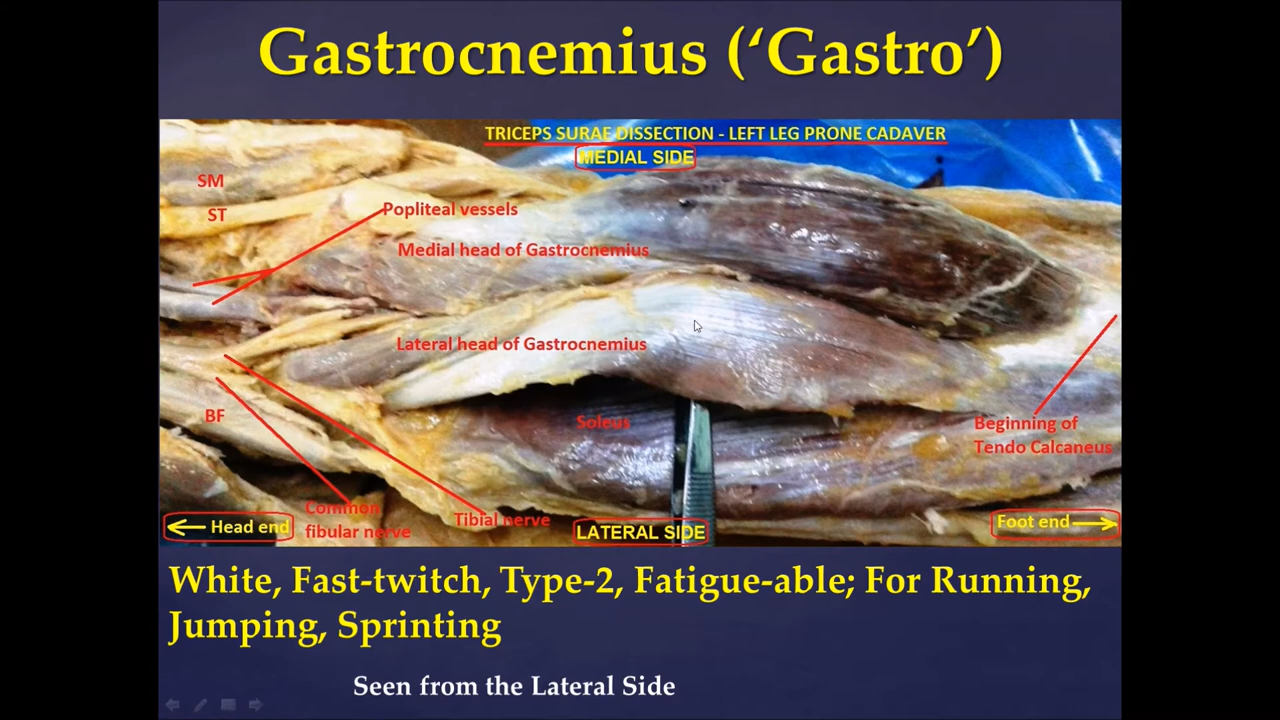 Gastrocnemius (‘Gastro’)
TRICEPS SURAE DISSECTION - LEFT LEG PRONE CADAVER
MEDIAL SIDE
SM
ST
Popliteal vessels
Medial head of Gastrocnemius
Lateral head of Gastrocnemius
BF
Soleus
Beginning of
Tendo Calcaneus
Head end
Common
fibular nerve
Tibial nerve
LATERAL SIDE
Foot end
White, Fast-twitch, Type-2, Fatigue-able; For Running,
Jumping, Sprinting
Seen from the Lateral Side